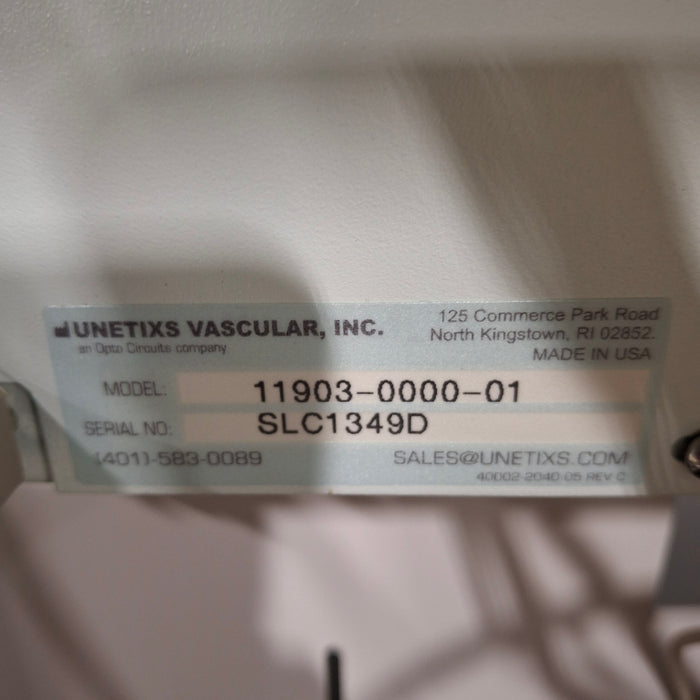 UNETIXS VASCULAR, INC.
an Opto Circuits company
125 Commerce Park Road
North Kingstown, RI 02852.
MADE IN USA
MODEL: 11903-0000-01
SERIAL NO: SLC1349D
(401)-583-0089
SALES@UNETIXS.COM
40002-2040-05 REV C